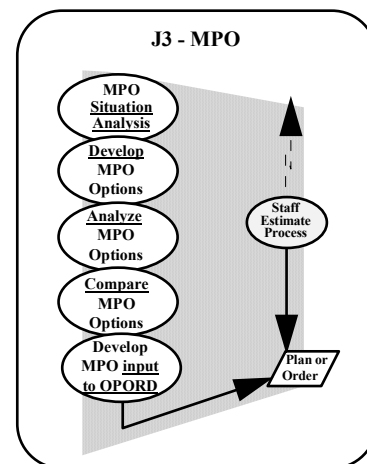 J3 - MPO
MPO
Situation
Analysis
Develop
MPO
Options
Analyze
MPO
Options
Compare
MPO
Options
Develop
MPO input
to OPORD
Staff
Estimate
Process
Plan or
Order